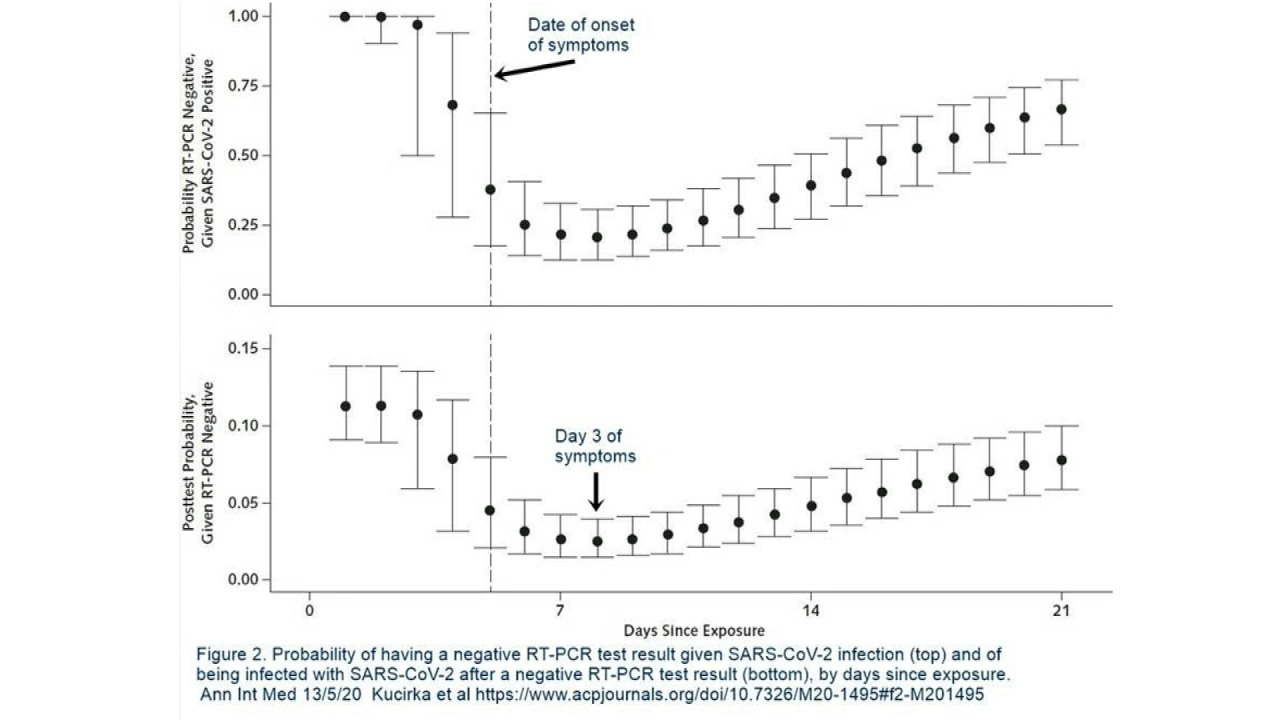 1.00
0.75
0.50
0.25
0.00
Probability RT-PCR Negative,
Given SARS-CoV-2 Positive
Date of onset
of symptoms
0.15
0.10
0.05
0.00
Posttest Probability,
Given RT-PCR Negative
Day 3 of
symptoms
0 7 14 21
Days Since Exposure
Figure 2. Probability of having a negative RT-PCR test result given SARS-CoV-2 infection (top) and of
being infected with SARS-CoV-2 after a negative RT-PCR test result (bottom), by days since exposure.
Ann Int Med 13/5/20 Kucirka et al https://www.acpjournals.org/doi/10.7326/M20-1495#f2-M201495